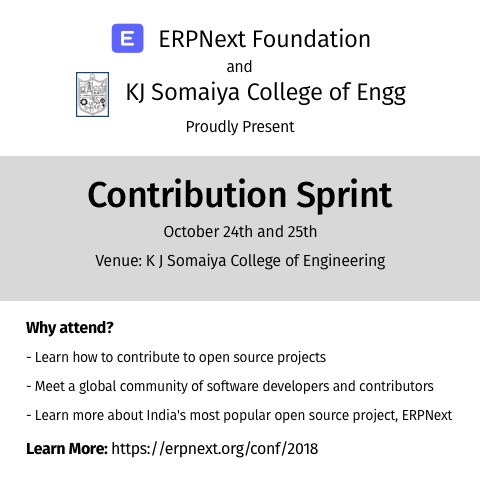 E ERPNext Foundation
and
KJ Somaiya College of Engg
Proudly Present
Contribution Sprint
October 24th and 25th
Venue: K J Somaiya College of Engineering
Why attend?
- Learn how to contribute to open source projects
- Meet a global community of software developers and contributors
- Learn more about India's most popular open source project, ERPNext
Learn More: https://erpnext.org/conf/2018